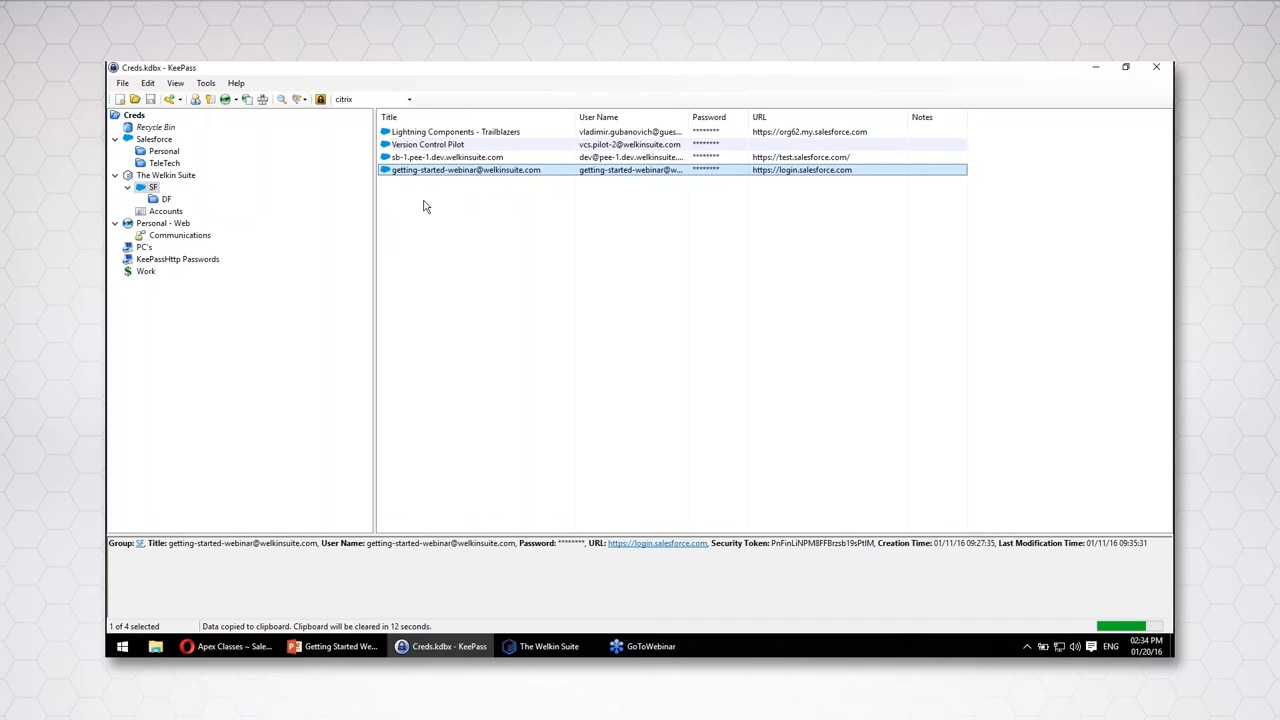 Creds.kdbx - KeePass
File Edit View Tools Help
citrix
Creds
Recycle Bin
Salesforce
Personal
TeleTech
The Welkin Suite
SF
DF
Accounts
Personal - Web
Communications
PC's
KeePassHttp Passwords
Work
Title User Name Password URL Notes
Lightning Components - Trailblazers vladimir.gubanovich@gues... ******** https://org62.my.salesforce.com
Version Control Pilot vcs.pilot-2@welkinsuite.com ********
sb-1.pee-1.dev.welkinsuite.com dev@pee-1.dev.welkinsuite.... ******** https://test.salesforce.com/
getting-started-webinar@welkinsuite.com getting-started-webinar@w... ******** https://login.salesforce.com
Group: SF, Title: getting-started-webinar@welkinsuite.com, User Name: getting-started-webinar@welkinsuite.com, Password: ********, URL: https://login.salesforce.com, Security Token: PnFinLiNPM8FFBrzsb19sPtIM, Creation Time: 01/11/16 09:27:35, Last Modification Time: 01/11/16 09:35:31
1 of 4 selected Data copied to clipboard. Clipboard will be cleared in 12 seconds.
Apex Classes ~ Sale... Getting Started We... Creds.kdbx - KeePass The Welkin Suite GoToWebinar ENG 02:34 PM
01/20/16